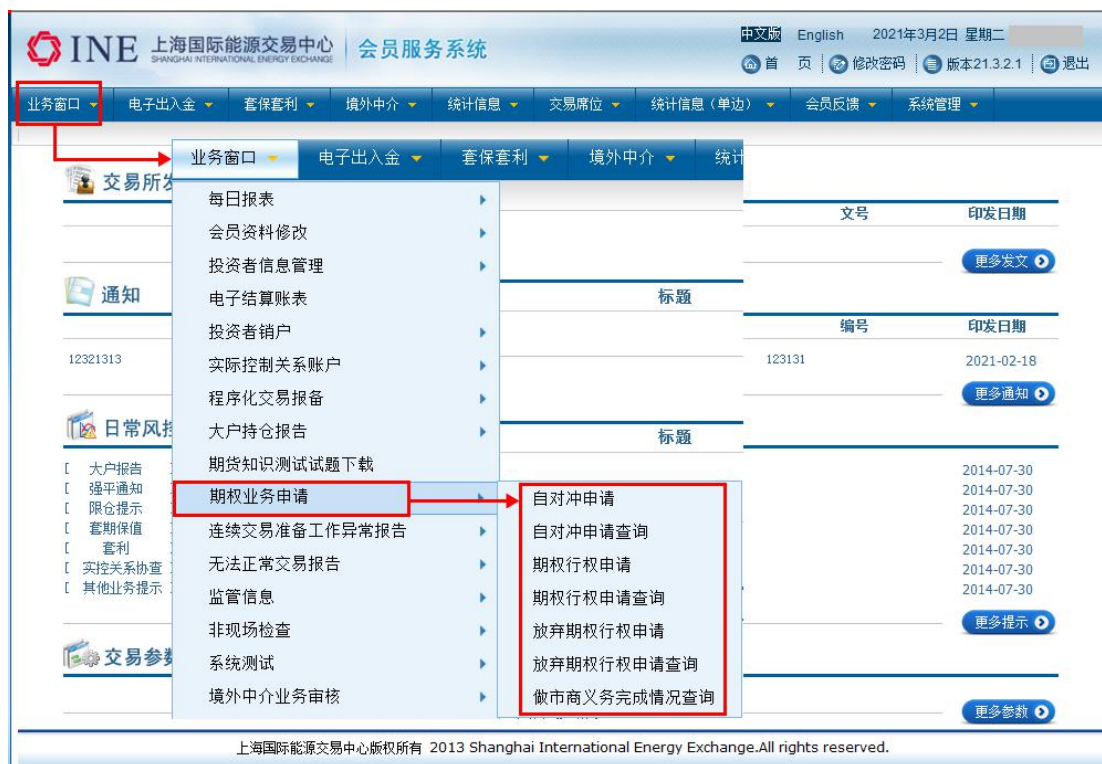 INE 上海国际能源交易中心 会员服务系统
SHANGHAI INTERNATIONAL ENERGY EXCHANGE
中文版 English 2021年3月2日 星期二
首 页 修改密码 版本21.3.2.1 退出
业务窗口 电子出入金 套保套利 境外中介 统计信息 交易席位 统计信息（单边） 会员反馈 系统管理
业务窗口 电子出入金 套保套利 境外中介 统计
交易所发
每日报表
文号 印发日期
会员资料修改
投资者信息管理
更多发文
通知
电子结算账表
标题
投资者销户
编号 印发日期
12321313
实际控制关系账户
123131 2021-02-18
程序化交易报备
更多通知
日常风控
大户持仓报告
标题
[ 大户报告 ]
期货知识测试试题下载
2014-07-30
[ 强平通知 ]
期权业务申请
自对冲申请
2014-07-30
[ 限仓提示 ]
2014-07-30
[ 套期保值 ]
连续交易准备工作异常报告
自对冲申请查询
2014-07-30
[ 套利 ]
无法正常交易报告
期权行权申请
2014-07-30
[ 实控关系协查 ]
2014-07-30
[ 其他业务提示 ]
监管信息
期权行权申请查询
2014-07-30
非现场检查
放弃期权行权申请
更多提示
交易参数
系统测试
放弃期权行权申请查询
境外中介业务审核
做市商义务完成情况查询
更多参数
上海国际能源交易中心版权所有 2013 Shanghai International Energy Exchange.All rights reserved.